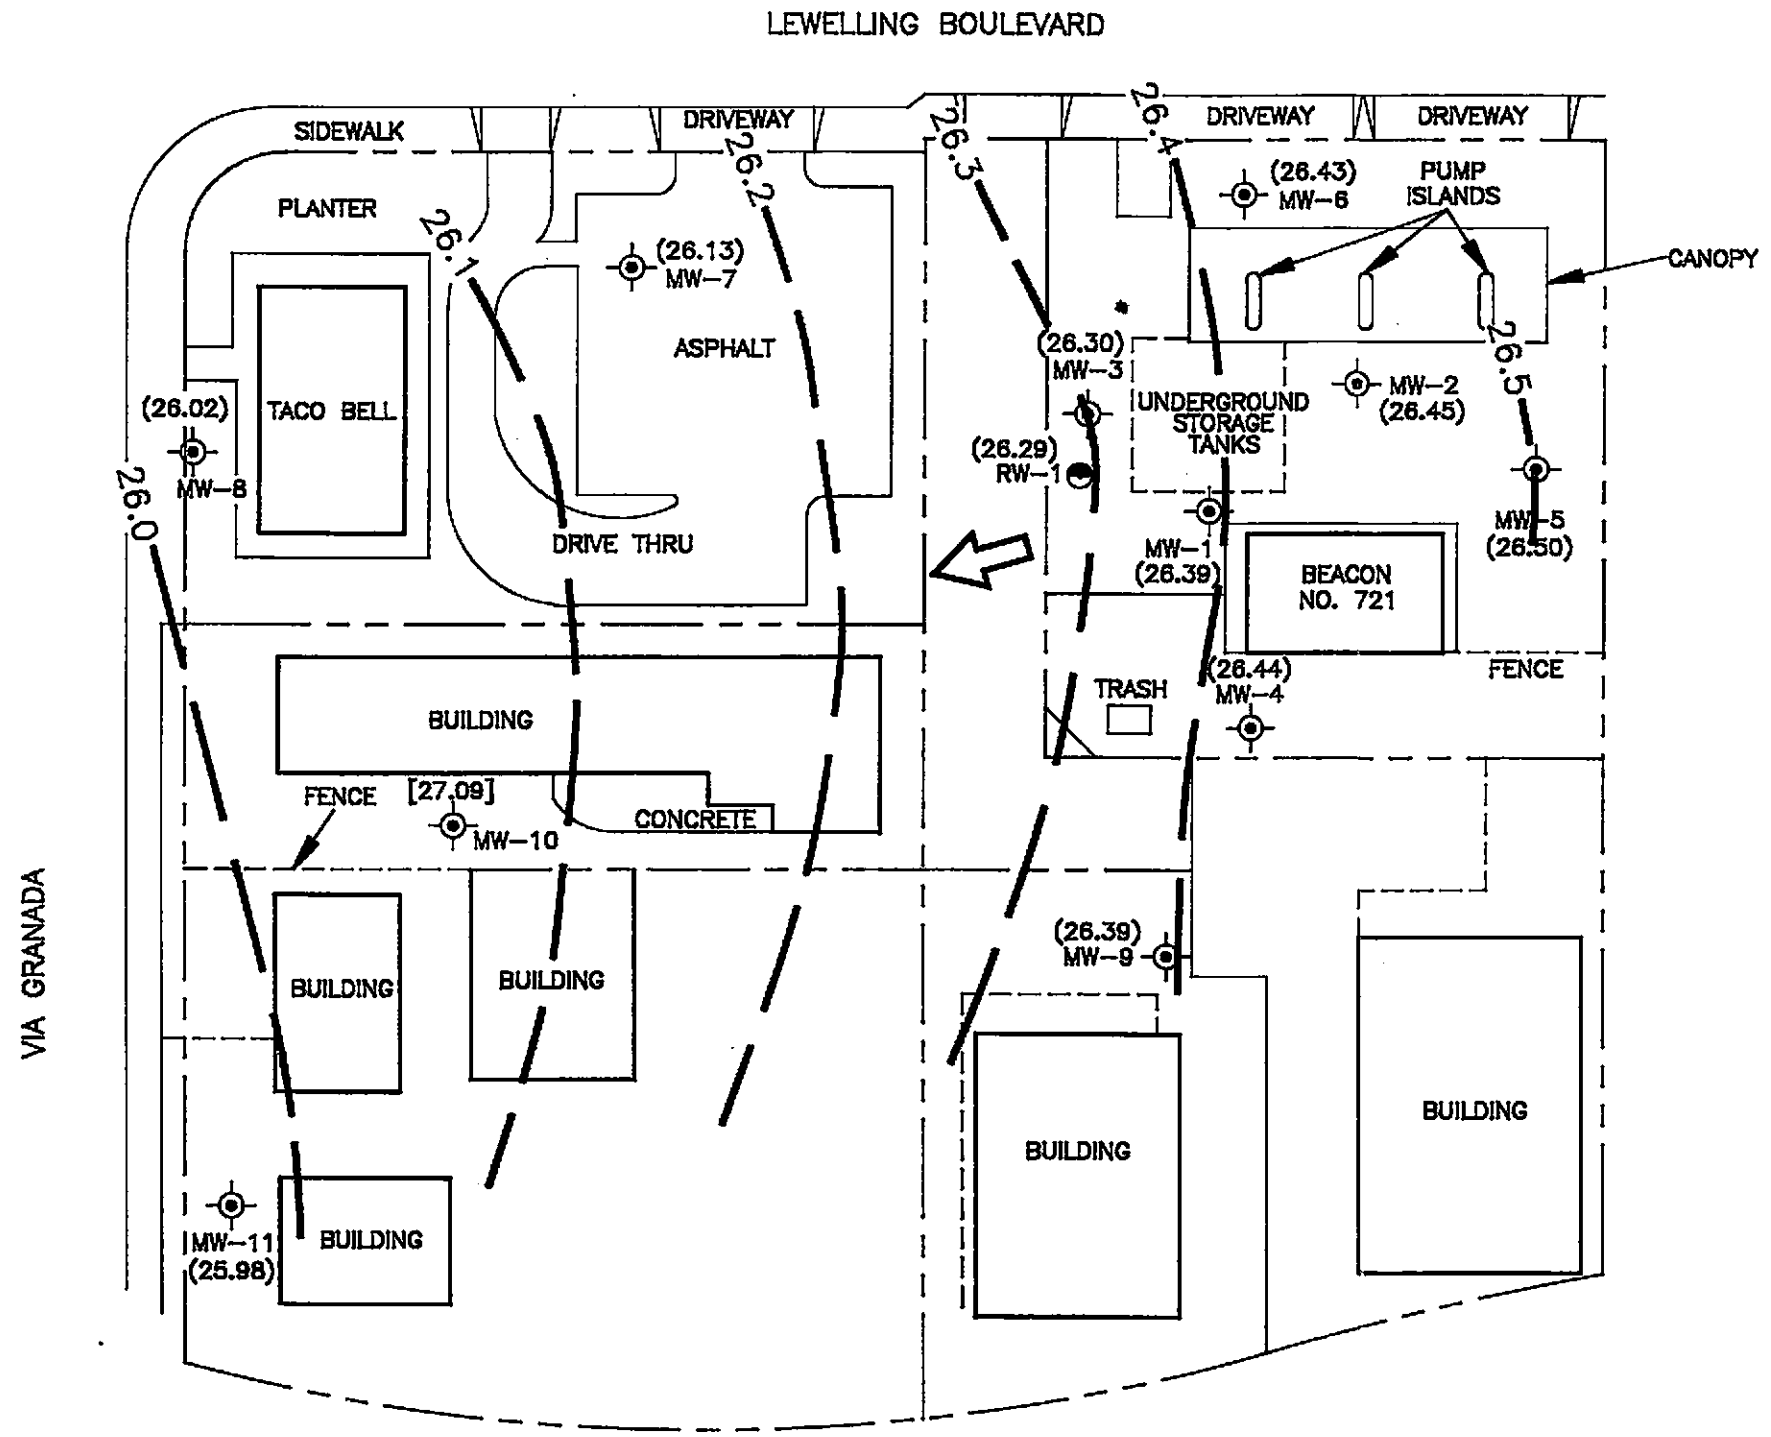 LEWELLING BOULEVARD
SIDEWALK
DRIVEWAY
DRIVEWAY
DRIVEWAY
26.4
26.3
26.2
26.1
PLANTER
(26.43)
MW-6
PUMP
ISLANDS
CANOPY
(26.13)
MW-7
*
ASPHALT
(26.30)
MW-3
26.5
MW-2
(26.45)
UNDERGROUND
STORAGE
TANKS
(26.02)
MW-8
TACO BELL
(26.29)
RW-1
26.0
MW-5
(26.50)
DRIVE THRU
MW-1
(26.39)
BEACON
NO. 721
FENCE
(26.44)
MW-4
TRASH
BUILDING
FENCE
[27.09]
MW-10
CONCRETE
VIA GRANADA
(26.39)
MW-9
BUILDING
BUILDING
BUILDING
BUILDING
MW-11
(25.98)
BUILDING